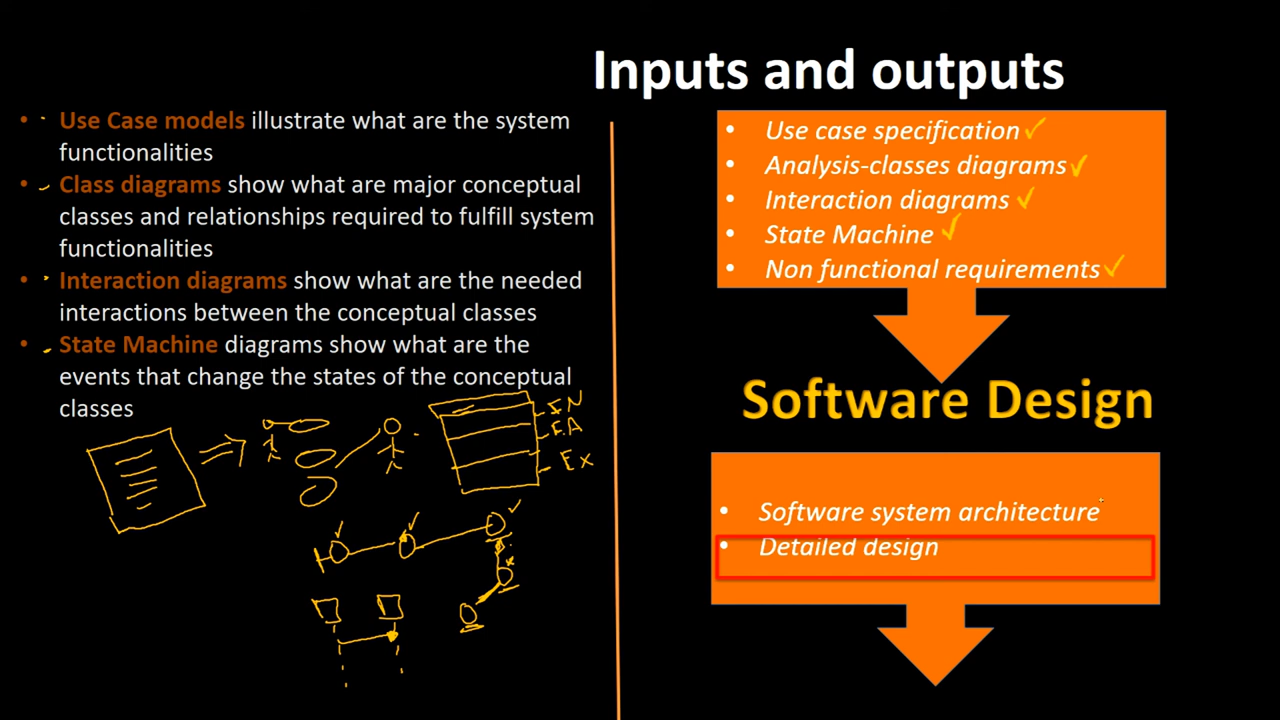 Inputs and outputs
• Use Case models illustrate what are the system
functionalities
• Class diagrams show what are major conceptual
classes and relationships required to fulfill system
functionalities
• Interaction diagrams show what are the needed
interactions between the conceptual classes
• State Machine diagrams show what are the
events that change the states of the conceptual
classes
• Use case specification
• Analysis-classes diagrams
• Interaction diagrams
• State Machine
• Non functional requirements
Software Design
• Software system architecture
• Detailed design
Ex